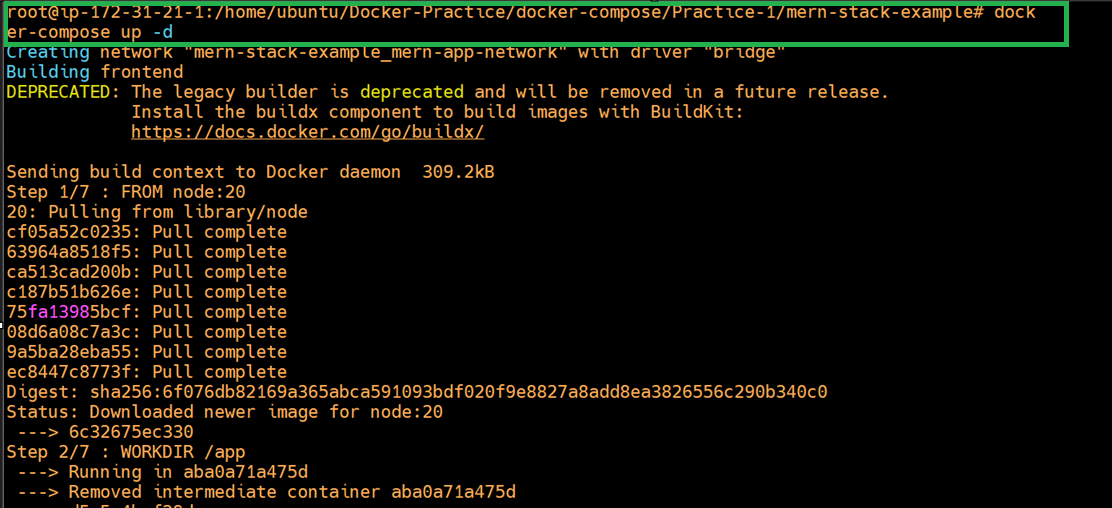 root@ip-172-31-21-1:/home/ubuntu/Docker-Practice/docker-compose/Practice-1/mern-stack-example# dock
er-compose up -d
Creating network "mern-stack-example_mern-app-network" with driver "bridge"
Building frontend
DEPRECATED: The legacy builder is deprecated and will be removed in a future release.
            Install the buildx component to build images with BuildKit:
            https://docs.docker.com/go/buildx/

Sending build context to Docker daemon  309.2kB
Step 1/7 : FROM node:20
20: Pulling from library/node
cf05a52c0235: Pull complete
63964a8518f5: Pull complete
ca513cad200b: Pull complete
c187b51b626e: Pull complete
75fa13985bcf: Pull complete
08d6a08c7a3c: Pull complete
9a5ba28eba55: Pull complete
ec8447c8773f: Pull complete
Digest: sha256:6f076db82169a365abca591093bdf020f9e8827a8add8ea3826556c290b340c0
Status: Downloaded newer image for node:20
 ---> 6c32675ec330
Step 2/7 : WORKDIR /app
 ---> Running in aba0a71a475d
 ---> Removed intermediate container aba0a71a475d